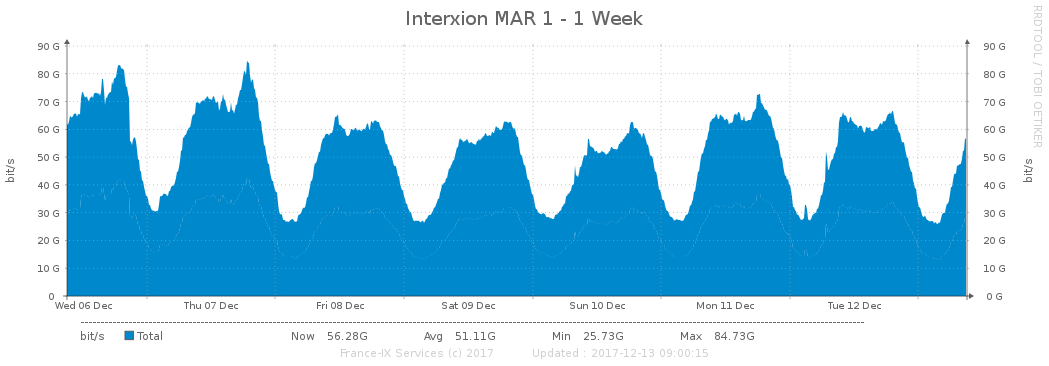 Interxion MAR 1 - 1 Week
RRDTOOL / TOBI OETIKER
bit/s
90 G
80 G
70 G
60 G
50 G
40 G
30 G
20 G
10 G
0
90 G
80 G
70 G
60 G
50 G
40 G
30 G
20 G
10 G
0 G
bit/s
Wed 06 Dec Thu 07 Dec Fri 08 Dec Sat 09 Dec Sun 10 Dec Mon 11 Dec Tue 12 Dec
bit/s Total Now 56.28G Avg 51.11G Min 25.73G Max 84.73G
France-IX Services (c) 2017 Updated : 2017-12-13 09:00:15